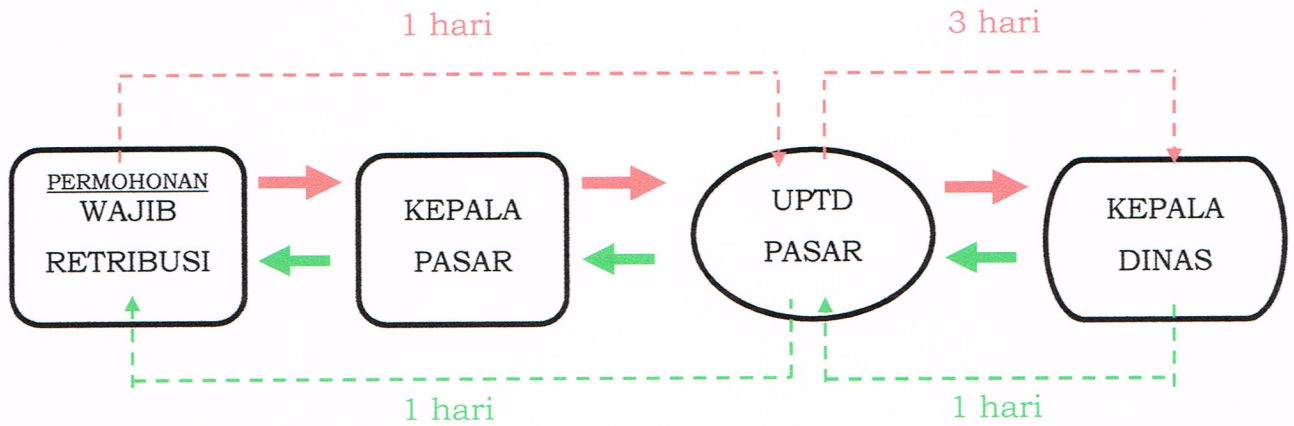 1 hari
3 hari
PERMOHONAN
WAJIB
RETRIBUSI
KEPALA
PASAR
UPTD
PASAR
KEPALA
DINAS
1 hari
1 hari